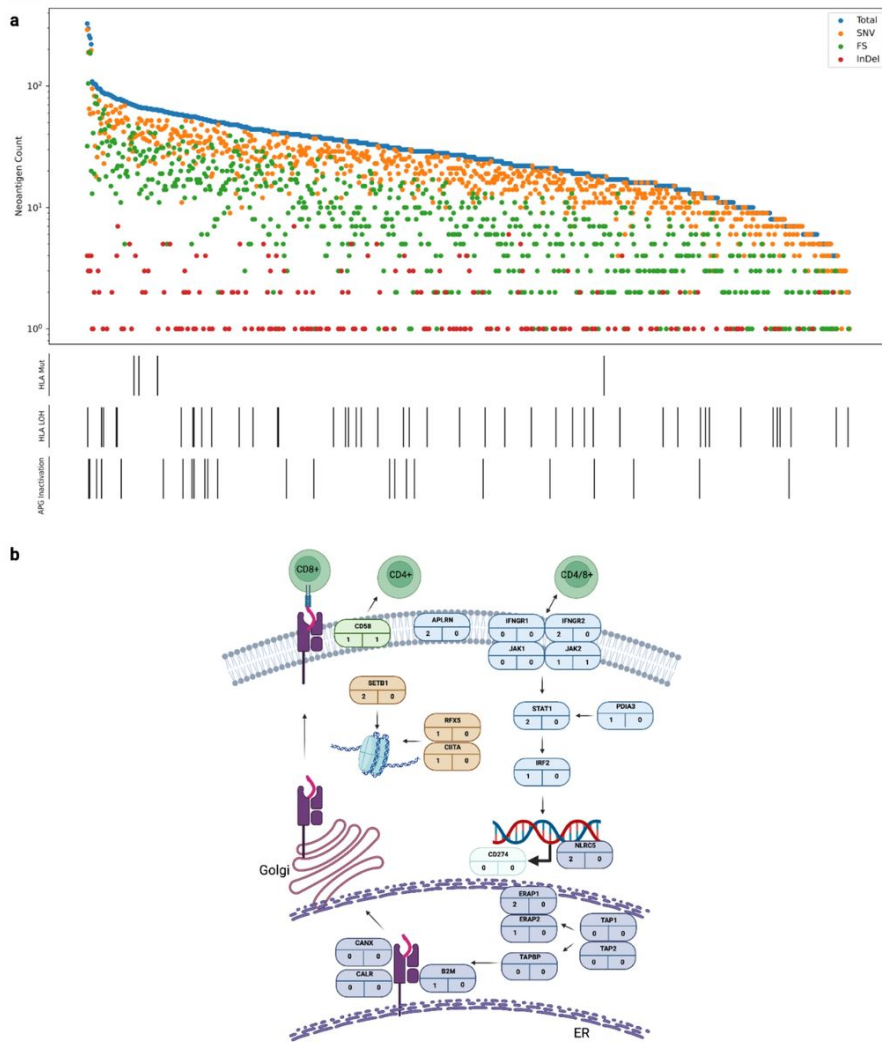 a
Total
SNV
FS
InDel
10²
10¹
10⁰
Neoantigen Count
HLA Mut
HLA LOH
APG Inactivation
b
CD8+
CD4+
CD4/8+
CD58
1 1
APLRN
2 0
IFNGR1
0 0
IFNGR2
2 0
JAK1
0 0
JAK2
1 1
SETB1
2 0
RFX5
1 0
CIITA
1 0
STAT1
2 0
PDIA3
1 0
IRF2
1 0
NLRC5
2 0
CD274
0 0
Golgi
ERAP1
2 0
ERAP2
1 0
TAP1
0 0
TAP2
0 0
TAPBP
0 0
CANX
0 0
CALR
0 0
B2M
1 0
ER